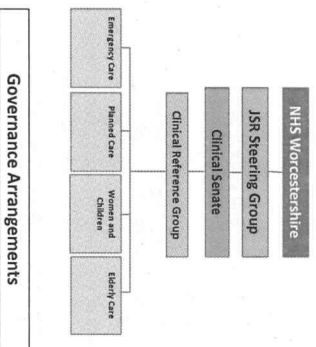 Governance Arrangements
NHS Worcestershire
JSR Steering Group
Clinical Senate
Clinical Reference Group
Emergency Care
Planned Care
Women and
Children
Elderly Care